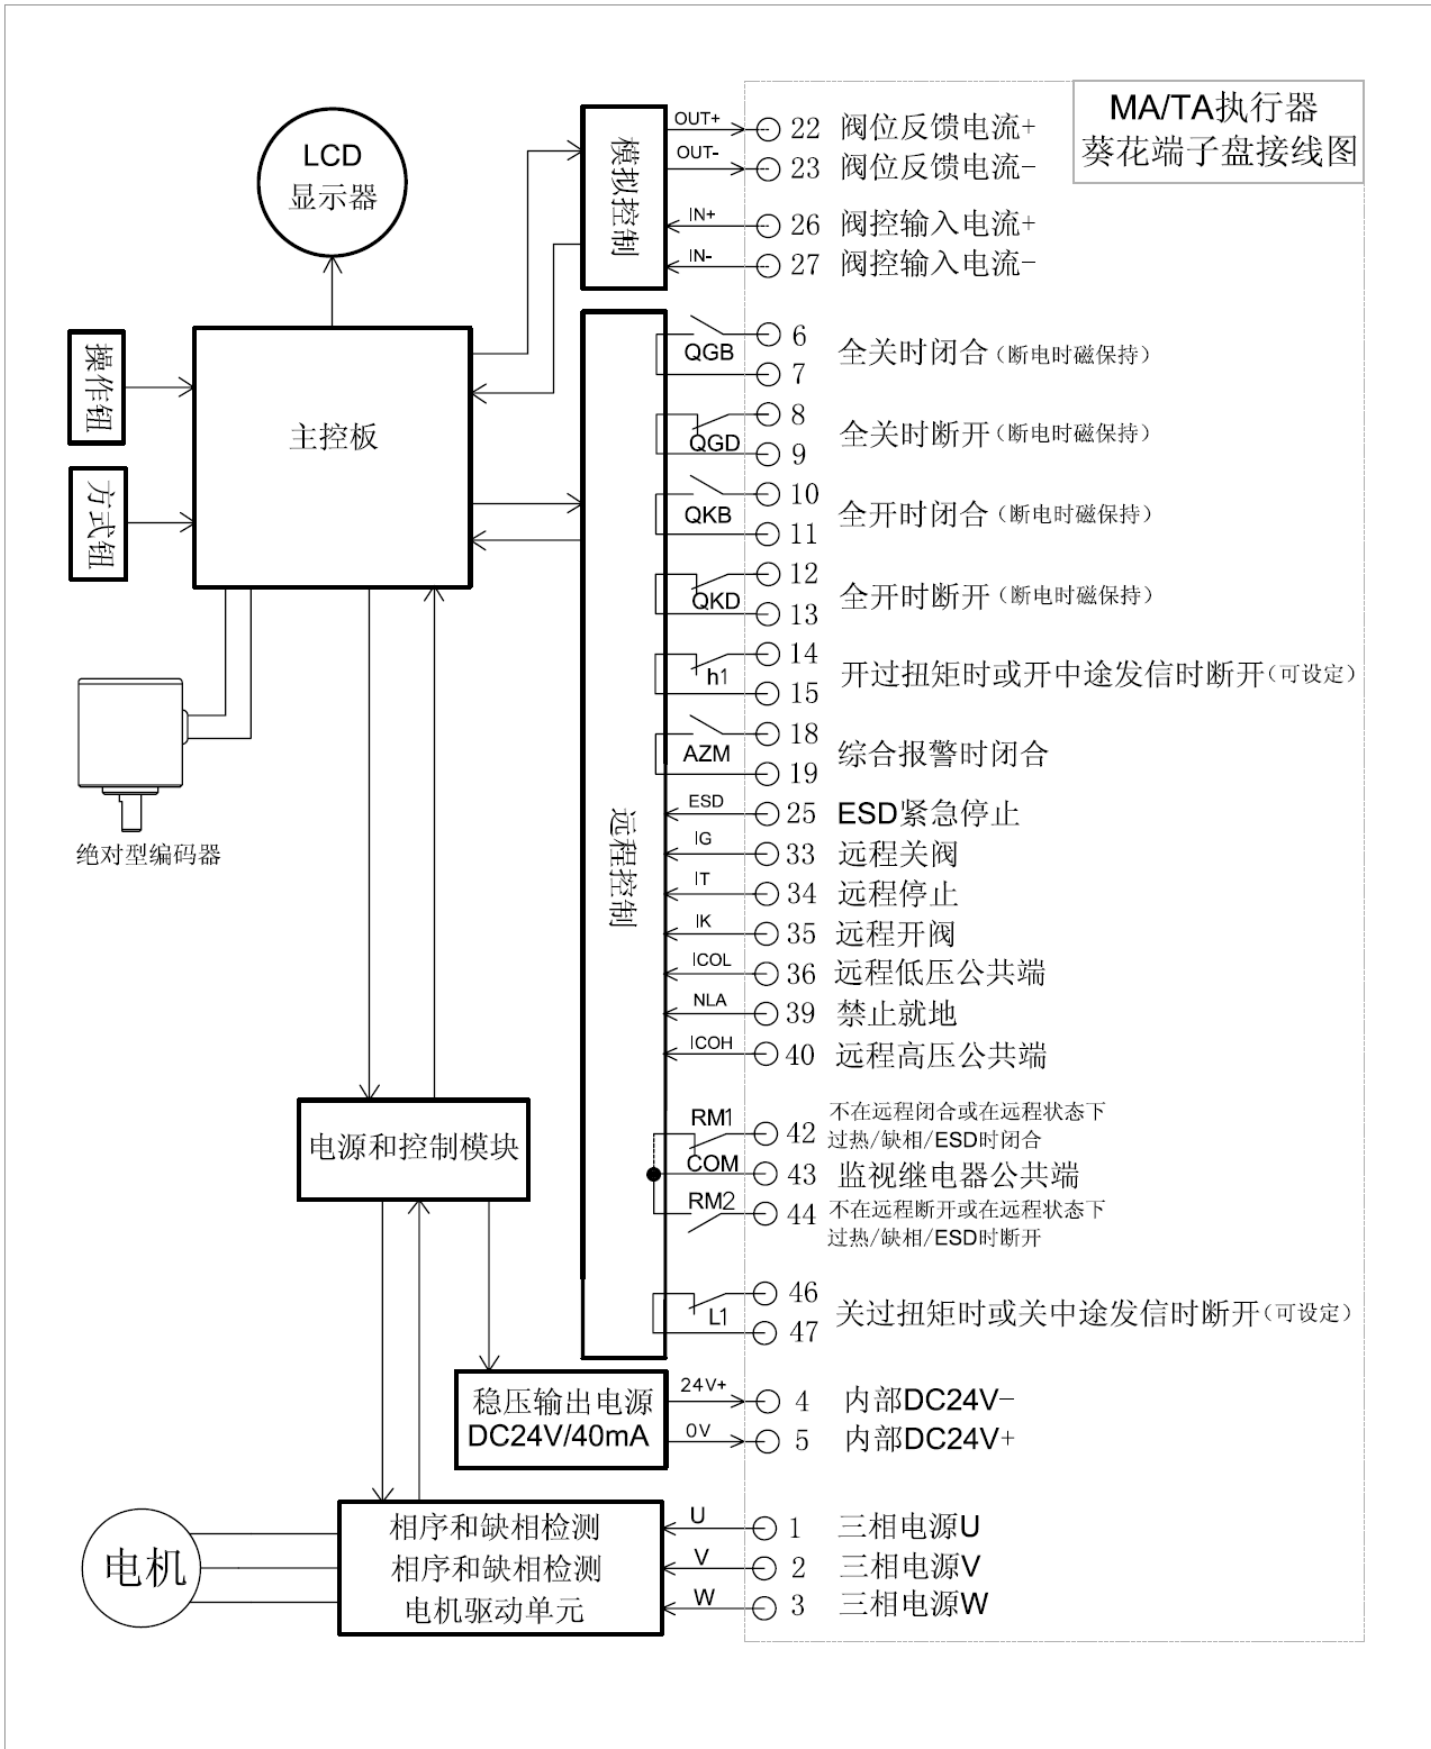 MA/TA执行器
葵花端子盘接线图
LCD
显示器
操作钮
方式钮
主控板
绝对型编码器
模拟控制
OUT+ 22 阀位反馈电流+
OUT- 23 阀位反馈电流-
IN+ 26 阀控输入电流+
IN- 27 阀控输入电流-
远程控制
6
QGB 全关时闭合(断电时磁保持)
7
8
QGD 全关时断开(断电时磁保持)
9
10
QKB 全开时闭合(断电时磁保持)
11
12
QKD 全开时断开(断电时磁保持)
13
14
h1 开过扭矩时或开中途发信时断开(可设定)
15
18
AZM 综合报警时闭合
19
ESD 25 ESD紧急停止
IG 33 远程关阀
IT 34 远程停止
IK 35 远程开阀
ICOL 36 远程低压公共端
NLA 39 禁止就地
ICOH 40 远程高压公共端
RM1 42 不在远程闭合或在远程状态下
过热/缺相/ESD时闭合
COM 43 监视继电器公共端
RM2 44 不在远程断开或在远程状态下
过热/缺相/ESD时断开
46
L1 关过扭矩时或关中途发信时断开(可设定)
47
电源和控制模块
稳压输出电源
DC24V/40mA
24V+ 4 内部DC24V-
0V 5 内部DC24V+
电机
相序和缺相检测
相序和缺相检测
电机驱动单元
U 1 三相电源U
V 2 三相电源V
W 3 三相电源W